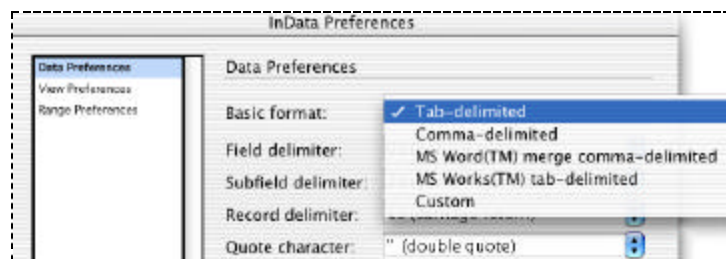 InData Preferences
Data Preferences
View Preferences
Range Preferences
Data Preferences
Basic format:
✓ Tab-delimited
Comma-delimited
MS Word(TM) merge comma-delimited
MS Works(TM) tab-delimited
Custom
Field delimiter:
Subfield delimiter:
Record delimiter:
Quote character:
" (double quote)